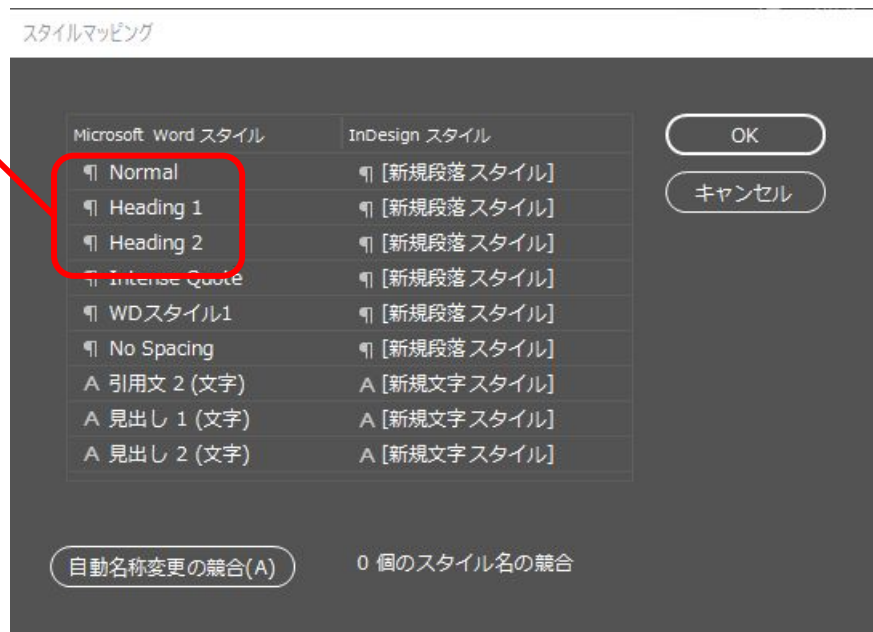 スタイルマッピング
Microsoft Word スタイル InDesign スタイル
¶ Normal ¶ [新規段落スタイル]
¶ Heading 1 ¶ [新規段落スタイル]
¶ Heading 2 ¶ [新規段落スタイル]
¶ Intense Quote ¶ [新規段落スタイル]
¶ WDスタイル1 ¶ [新規段落スタイル]
¶ No Spacing ¶ [新規段落スタイル]
A 引用文 2 (文字) A [新規文字スタイル]
A 見出し 1 (文字) A [新規文字スタイル]
A 見出し 2 (文字) A [新規文字スタイル]
OK
キャンセル
自動名称変更の競合(A) 0 個のスタイル名の競合